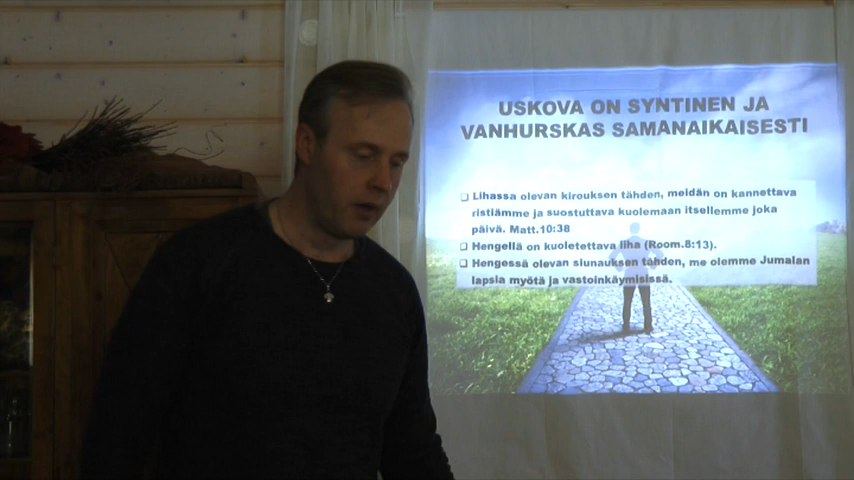 USKOVA ON SYNTINEN JA
VANHURSKAS SAMANAIKAISESTI
❑ Lihassa olevan kirouksen tähden, meidän on kannettava
ristiämme ja suostuttava kuolemaan itsellemme joka
päivä. Matt.10:38
❑ Hengellä on kuoletettava liha (Room.8:13).
❑ Hengessä olevan siunauksen tähden, me olemme Jumalan
lapsia myötä ja vastoinkäymisissä.